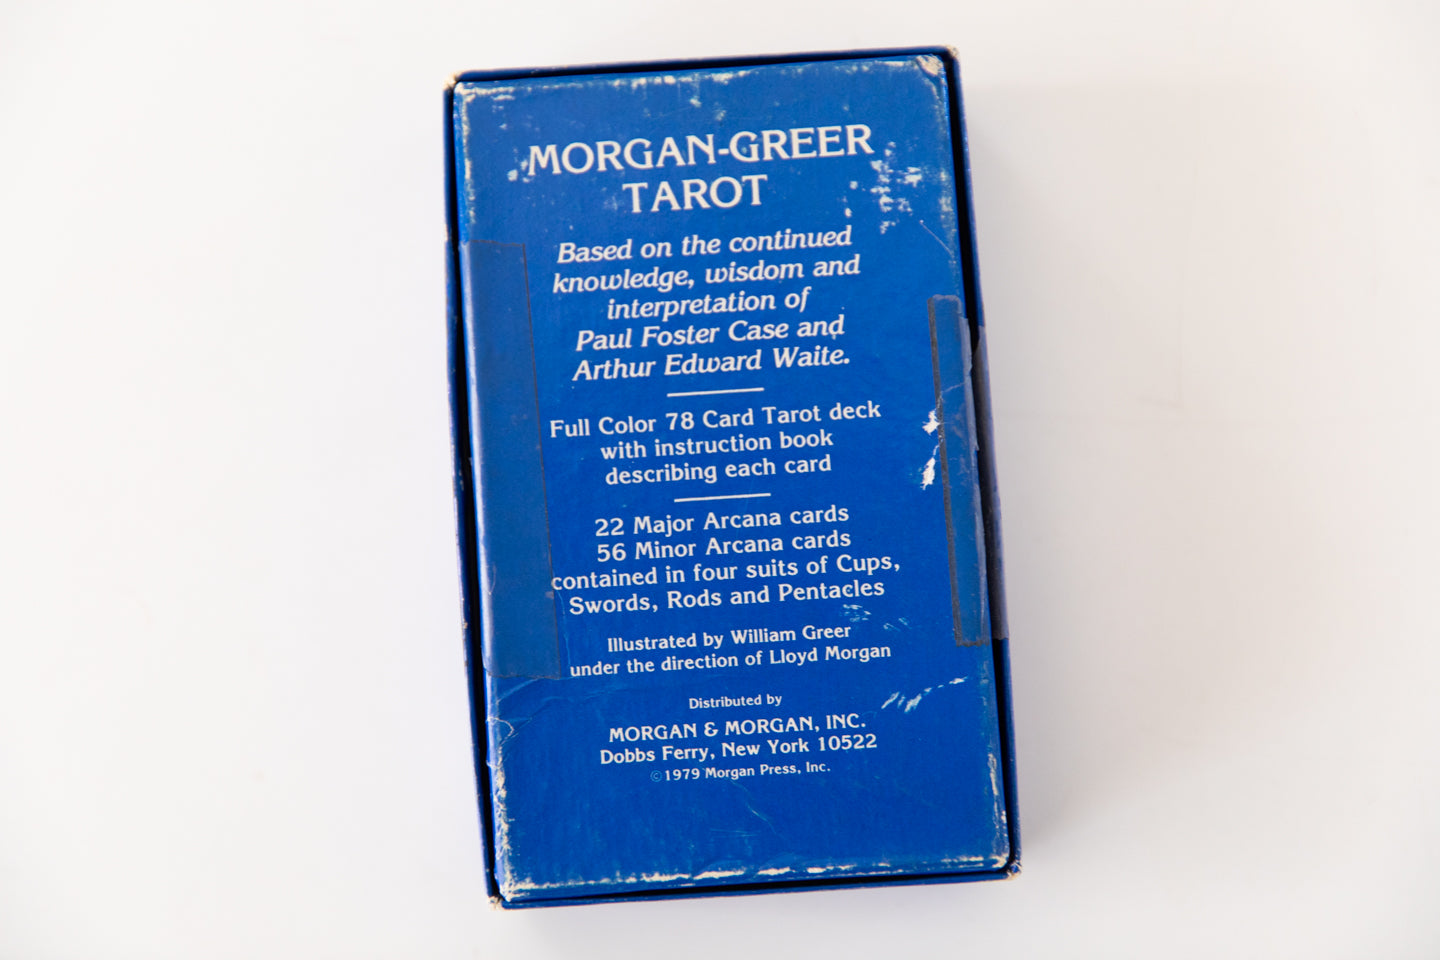 MORGAN-GREER
TAROT
Based on the continued
knowledge, wisdom and
interpretation of
Paul Foster Case and
Arthur Edward Waite.
Full Color 78 Card Tarot deck
with instruction book
describing each card
22 Major Arcana cards
56 Minor Arcana cards
contained in four suits of Cups,
Swords, Rods and Pentacles
Illustrated by William Greer
under the direction of Lloyd Morgan
Distributed by
MORGAN & MORGAN, INC.
Dobbs Ferry, New York 10522
©1979 Morgan Press, Inc.